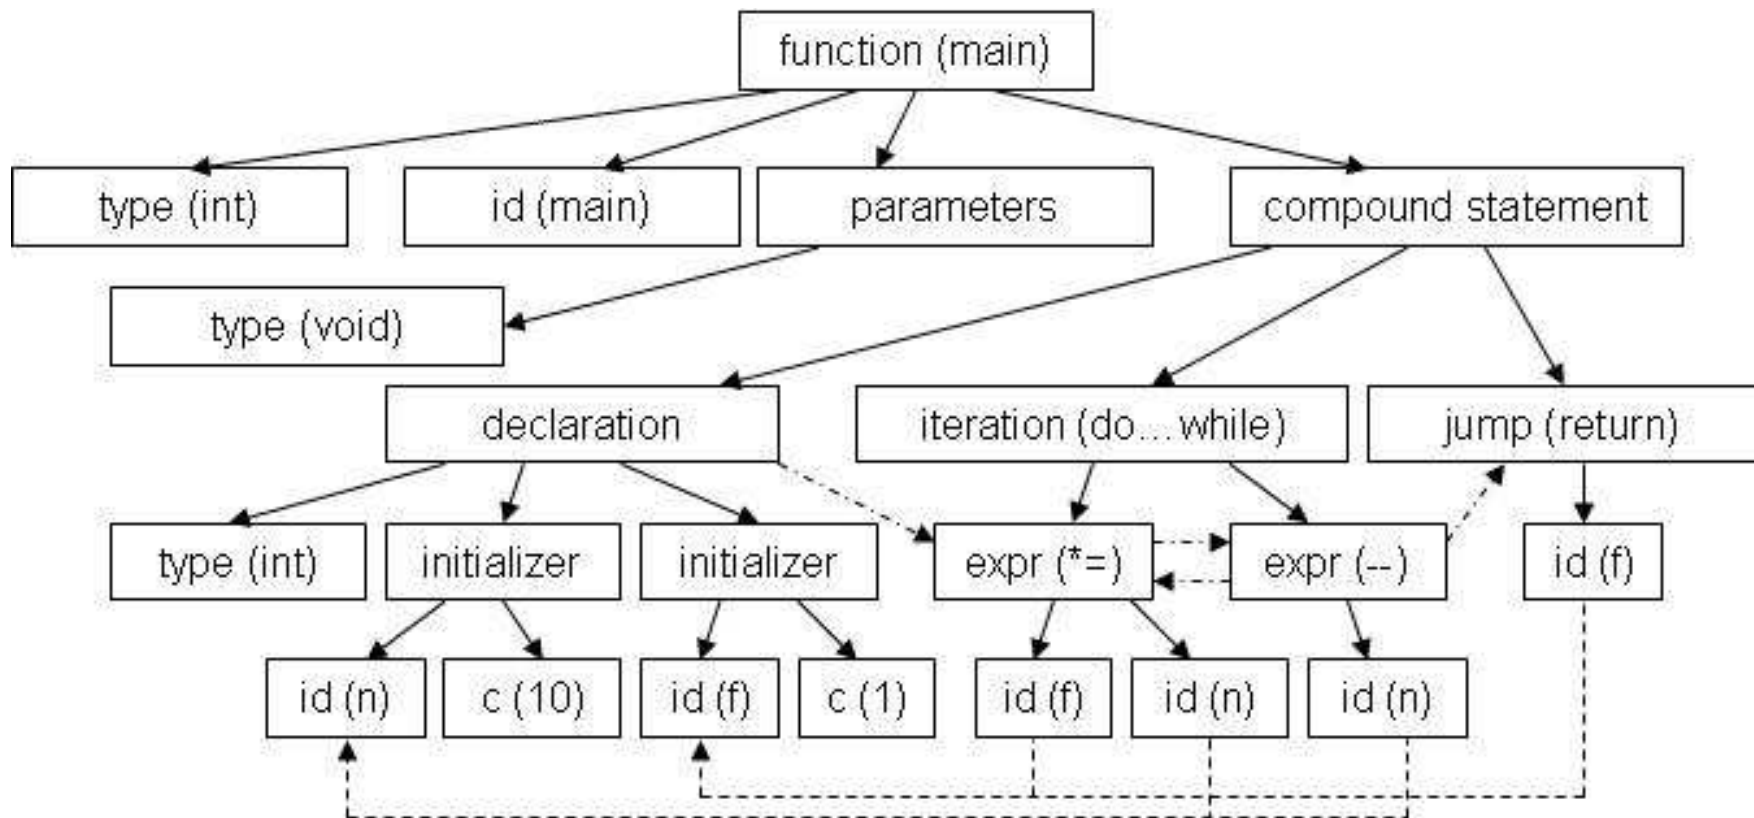 function (main)
type (int)
id (main)
parameters
compound statement
type (void)
declaration
iteration (do...while)
jump (return)
type (int)
initializer
initializer
expr (*=)
expr (--)
id (f)
id (n)
c (10)
id (f)
c (1)
id (f)
id (n)
id (n)